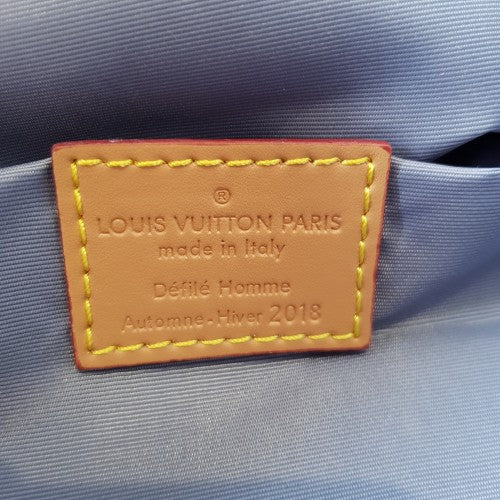 ®
LOUIS VUITTON PARIS
made in Italy
Défilé Homme
Automne-Hiver 2018